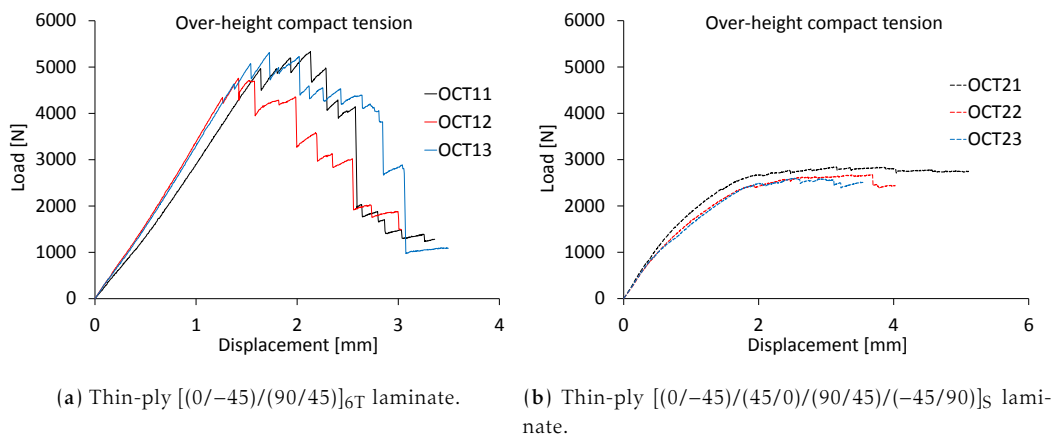 Over-height compact tension
6000
5000
4000
3000
2000
1000
0
Load [N]
OCT11
OCT12
OCT13
0 1 2 3 4
Displacement [mm]
(a) Thin-ply [(0/−45)/(90/45)]6T laminate.
Over-height compact tension
6000
5000
4000
3000
2000
1000
0
Load [N]
OCT21
OCT22
OCT23
0 2 4 6
Displacement [mm]
(b) Thin-ply [(0/−45)/(45/0)/(90/45)/(−45/90)]S lami-
nate.